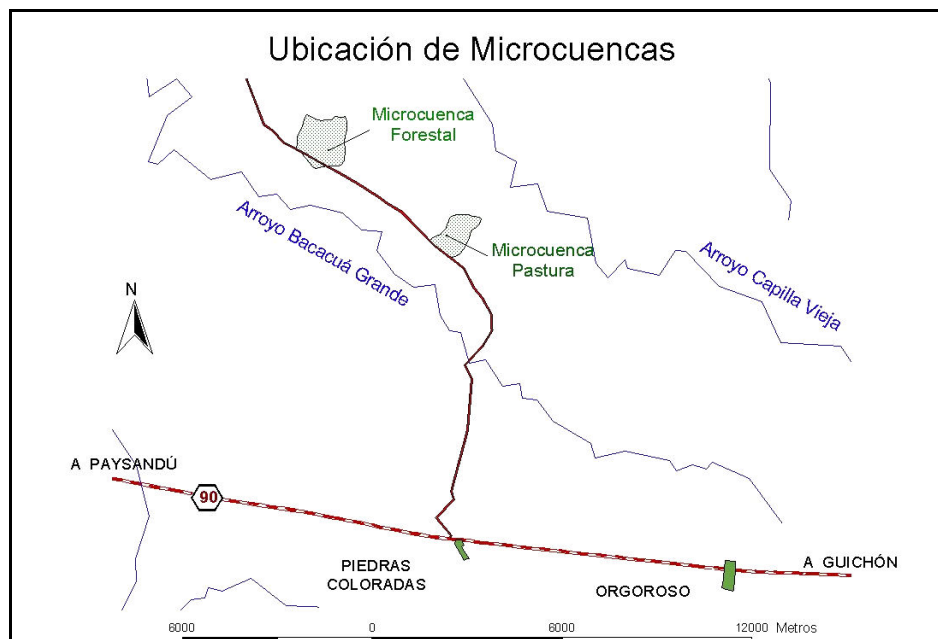 Ubicación de Microcuencas
Microcuenca
Forestal
Arroyo Bacacuá Grande
Microcuenca
Pastura
Arroyo Capilla Vieja
N
A PAYSANDÚ
90
PIEDRAS
COLORADAS
ORGOROSO
A GUICHÓN
6000 0 6000 12000 Metros